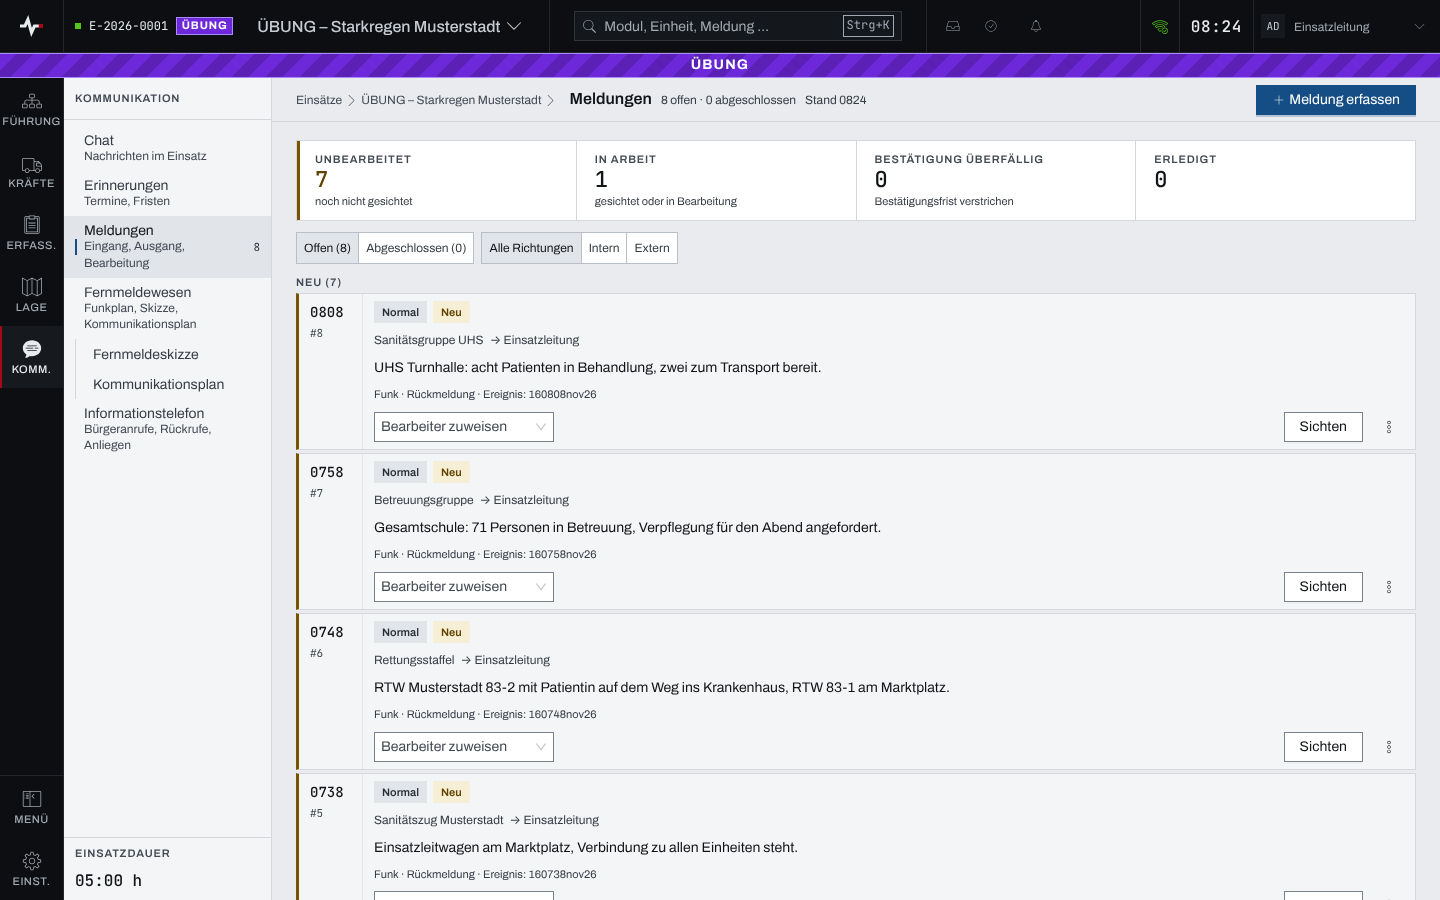 E-2026-0001 ÜBUNG ÜBUNG – Starkregen Musterstadt Modul, Einheit, Meldung ... Strg+K 08:24 AD Einsatzleitung
ÜBUNG
FÜHRUNG
KRÄFTE
ERFASS.
LAGE
KOMM.
MENÜ
EINST.
KOMMUNIKATION
Chat
Nachrichten im Einsatz
Erinnerungen
Termine, Fristen
Meldungen
Eingang, Ausgang,
Bearbeitung
8
Fernmeldewesen
Funkplan, Skizze,
Kommunikationsplan
Fernmeldeskizze
Kommunikationsplan
Informationstelefon
Bürgeranrufe, Rückrufe,
Anliegen
EINSATZDAUER
05:00 h
Einsätze ÜBUNG – Starkregen Musterstadt Meldungen 8 offen · 0 abgeschlossen Stand 0824 + Meldung erfassen
UNBEARBEITET
7
noch nicht gesichtet
IN ARBEIT
1
gesichtet oder in Bearbeitung
BESTÄTIGUNG ÜBERFÄLLIG
0
Bestätigungsfrist verstrichen
ERLEDIGT
0
Offen (8) Abgeschlossen (0) Alle Richtungen Intern Extern
NEU (7)
0808 Normal Neu
#8
Sanitätsgruppe UHS → Einsatzleitung
UHS Turnhalle: acht Patienten in Behandlung, zwei zum Transport bereit.
Funk · Rückmeldung · Ereignis: 160808nov26
Bearbeiter zuweisen Sichten
0758 Normal Neu
#7
Betreuungsgruppe → Einsatzleitung
Gesamtschule: 71 Personen in Betreuung, Verpflegung für den Abend angefordert.
Funk · Rückmeldung · Ereignis: 160758nov26
Bearbeiter zuweisen Sichten
0748 Normal Neu
#6
Rettungsstaffel → Einsatzleitung
RTW Musterstadt 83-2 mit Patientin auf dem Weg ins Krankenhaus, RTW 83-1 am Marktplatz.
Funk · Rückmeldung · Ereignis: 160748nov26
Bearbeiter zuweisen Sichten
0738 Normal Neu
#5
Sanitätszug Musterstadt → Einsatzleitung
Einsatzleitwagen am Marktplatz, Verbindung zu allen Einheiten steht.
Funk · Rückmeldung · Ereignis: 160738nov26